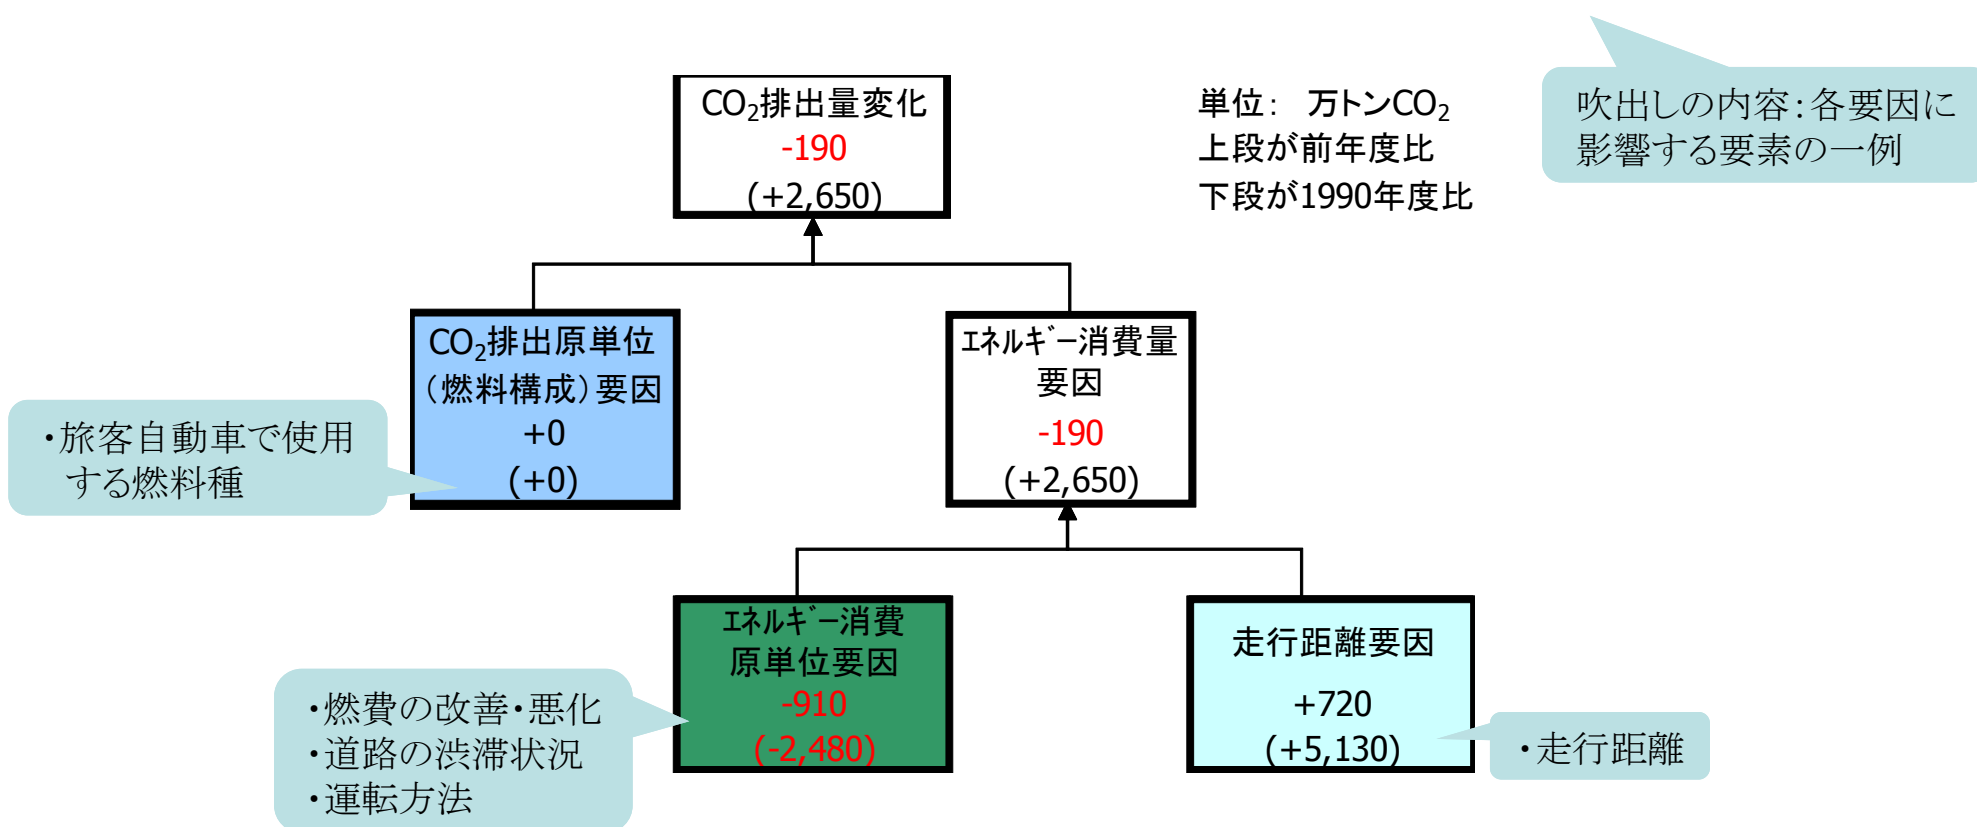 CO₂排出量変化
-190
(+2,650)
単位： 万トンCO₂
上段が前年度比
下段が1990年度比
吹出しの内容：各要因に
影響する要素の一例
CO₂排出原単位
（燃料構成）要因
+0
(+0)
・旅客自動車で使用
する燃料種
ｴﾈﾙｷﾞｰ消費量
要因
-190
(+2,650)
ｴﾈﾙｷﾞｰ消費
原単位要因
-910
(-2,480)
・燃費の改善・悪化
・道路の渋滞状況
・運転方法
走行距離要因
+720
(+5,130)
・走行距離